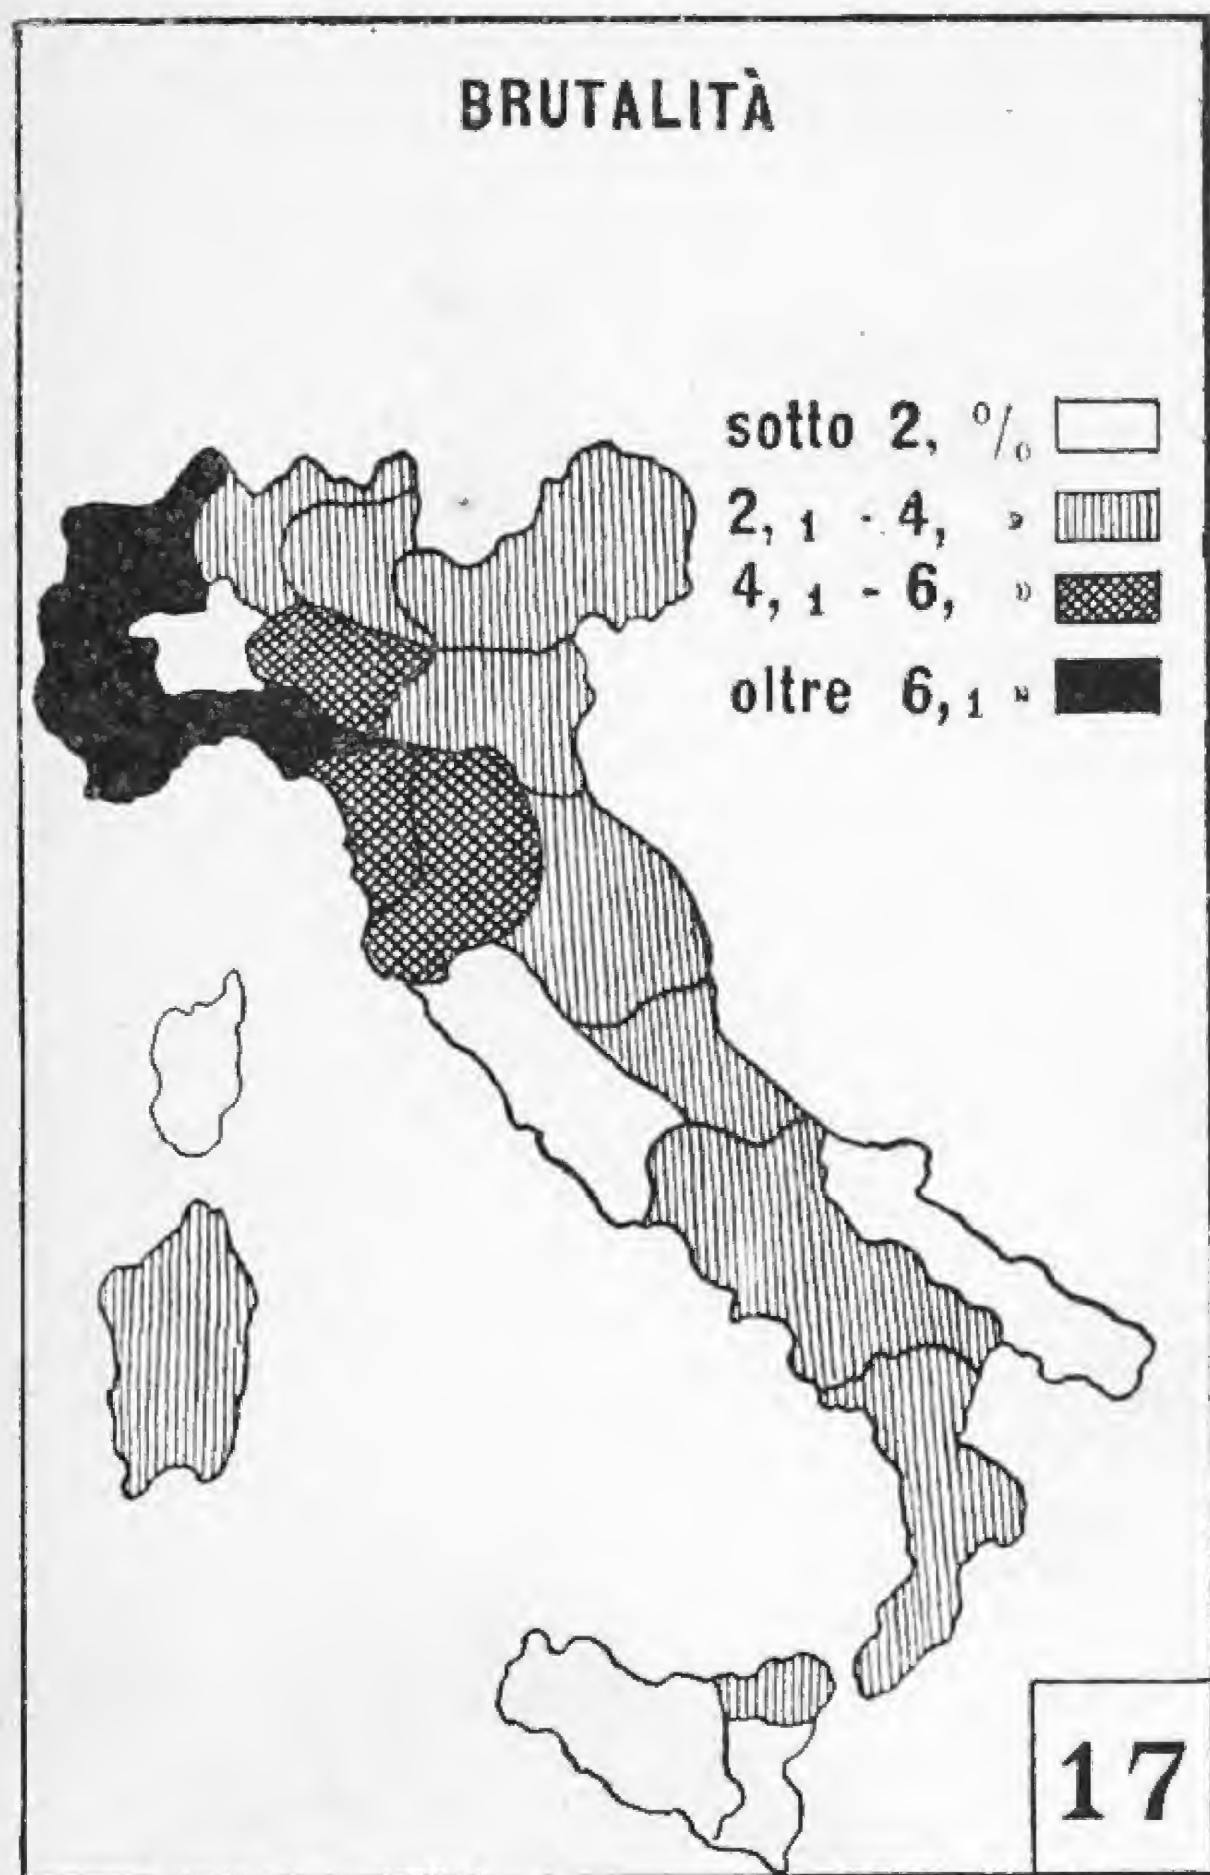 BRUTALITÀ
sotto 2, %
2, 1 - 4, »
4, 1 - 6, »
oltre 6, 1 »
17